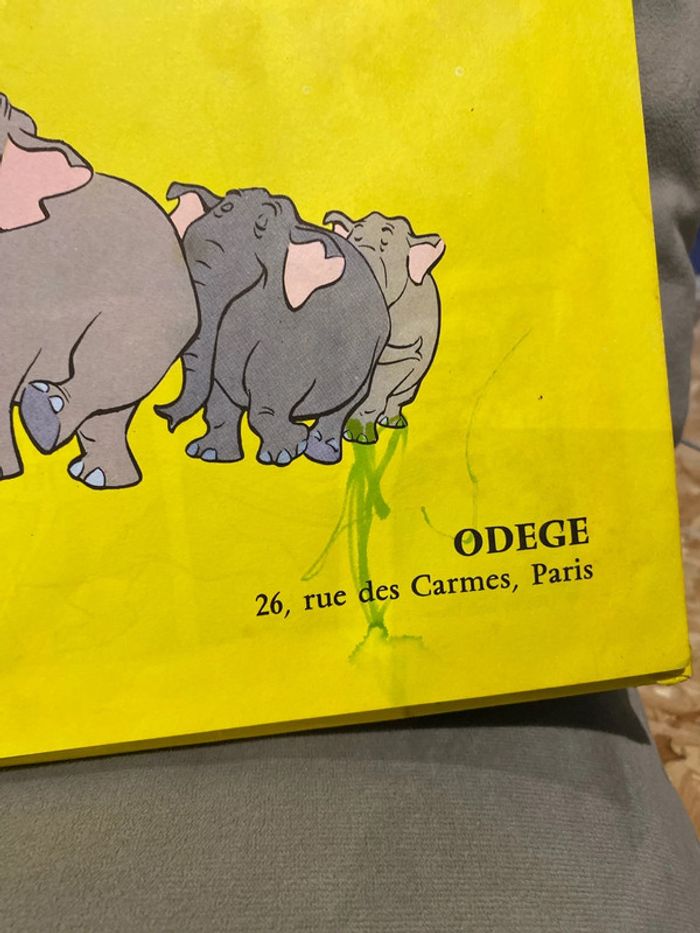 ODEGE
26, rue des Carmes, Paris